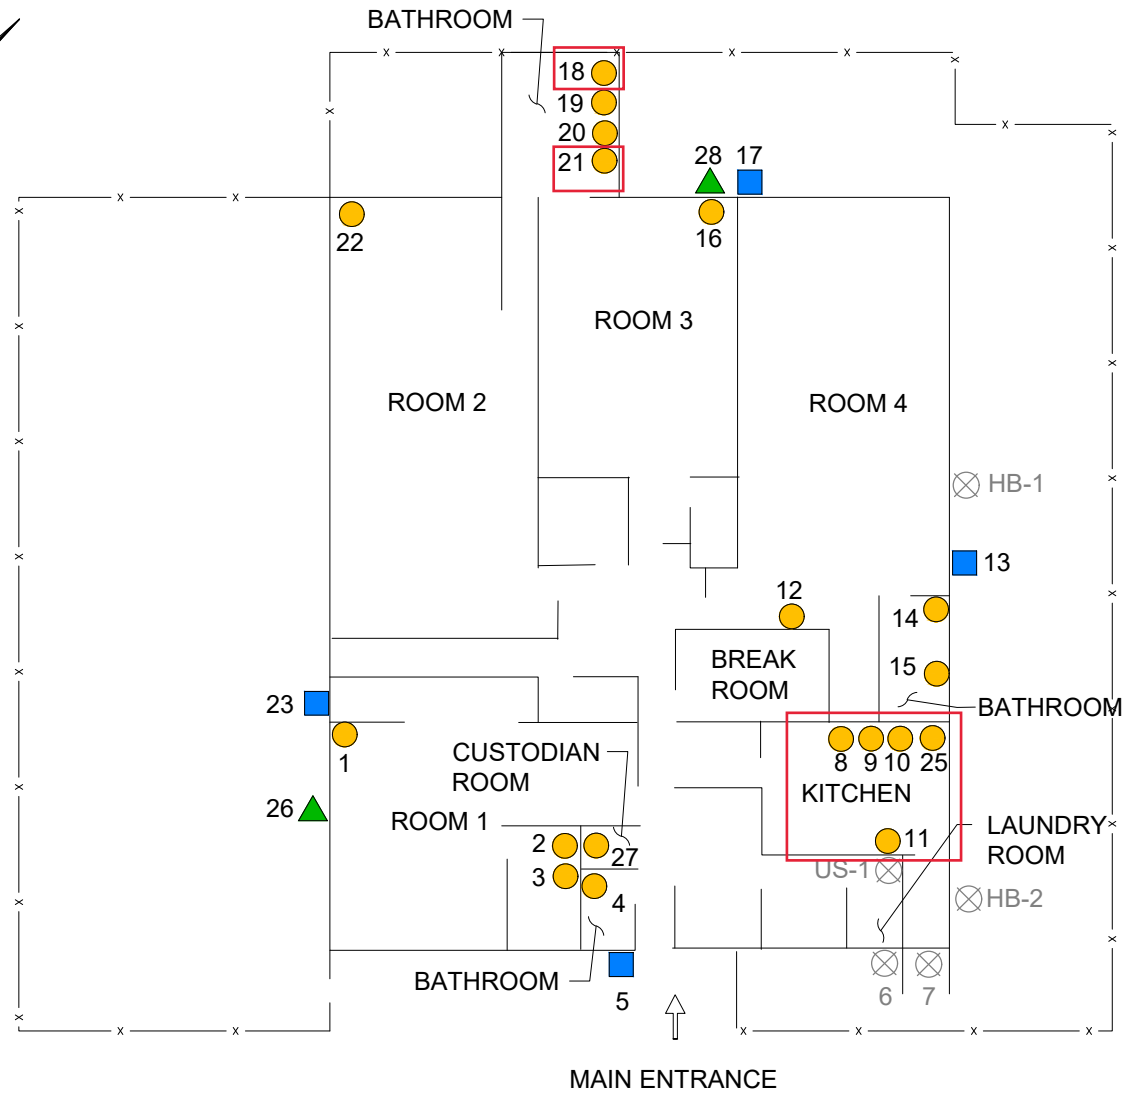 BATHROOM
18
19
20
21
28 17
16
22
ROOM 3
ROOM 2
ROOM 4
HB-1
13
12
14
BREAK
ROOM
15
23
BATHROOM
1
CUSTODIAN
ROOM
8 9 10 25
KITCHEN
26
ROOM 1
11
LAUNDRY
ROOM
2
27
3
US-1
4
HB-2
BATHROOM
5
6 7
MAIN ENTRANCE